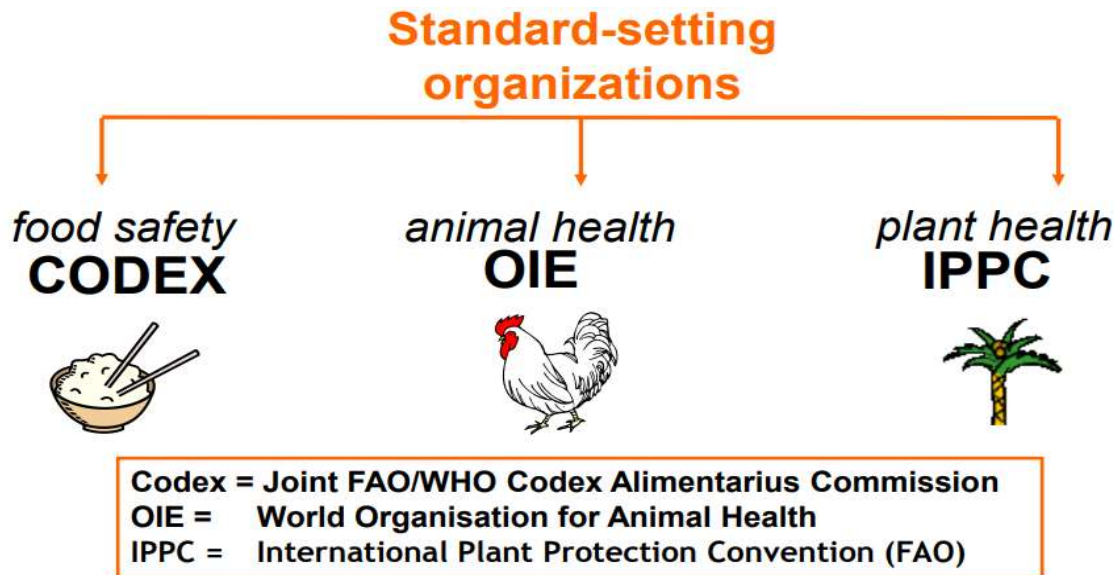 Standard-setting
organizations
food safety
CODEX
animal health
OIE
plant health
IPPC
Codex = Joint FAO/WHO Codex Alimentarius Commission
OIE = World Organisation for Animal Health
IPPC = International Plant Protection Convention (FAO)